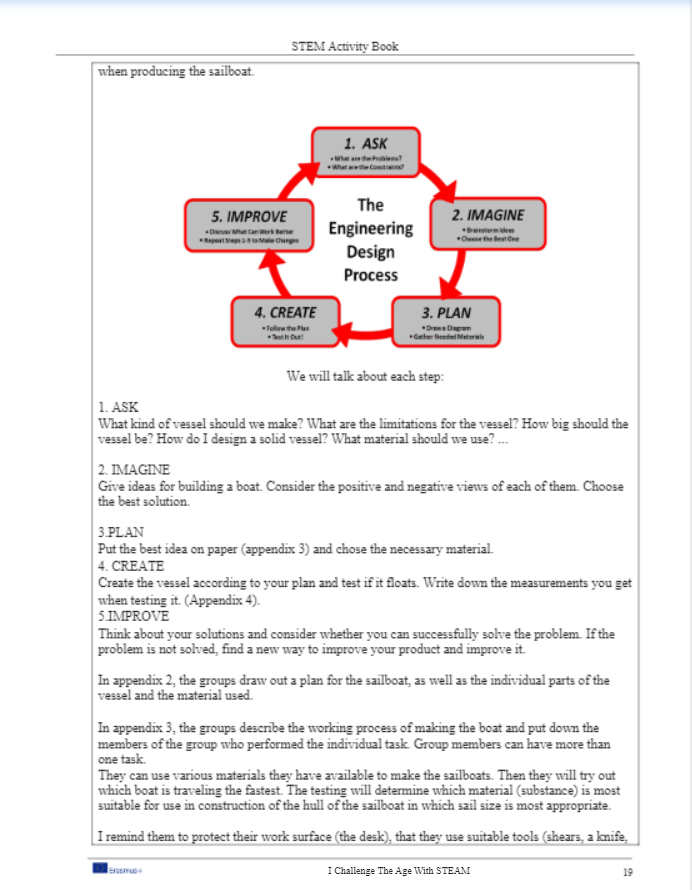 STEM Activity Book
when producing the sailboat.
1. ASK
• What are the Problems?
• What are the Constraints?
2. IMAGINE
• Brainstorm Ideas
• Choose the Best One
3. PLAN
• Draw a Diagram
• Gather Needed Materials
4. CREATE
• Follow the Plan
• Test It Out!
5. IMPROVE
• Discuss What Can Work Better
• Repeat Steps 1-5 to Make Changes
The
Engineering
Design
Process
We will talk about each step:
1. ASK
What kind of vessel should we make? What are the limitations for the vessel? How big should the
vessel be? How do I design a solid vessel? What material should we use? ...
2. IMAGINE
Give ideas for building a boat. Consider the positive and negative views of each of them. Choose
the best solution.
3.PLAN
Put the best idea on paper (appendix 3) and chose the necessary material.
4. CREATE
Create the vessel according to your plan and test if it floats. Write down the measurements you get
when testing it. (Appendix 4).
5.IMPROVE
Think about your solutions and consider whether you can successfully solve the problem. If the
problem is not solved, find a new way to improve your product and improve it.
In appendix 2, the groups draw out a plan for the sailboat, as well as the individual parts of the
vessel and the material used.
In appendix 3, the groups describe the working process of making the boat and put down the
members of the group who performed the individual task. Group members can have more than
one task.
They can use various materials they have available to make the sailboats. Then they will try out
which boat is traveling the fastest. The testing will determine which material (substance) is most
suitable for use in construction of the hull of the sailboat in which sail size is most appropriate.
I remind them to protect their work surface (the desk), that they use suitable tools (shears, a knife,
Erasmus+
I Challenge The Age With STEAM
19